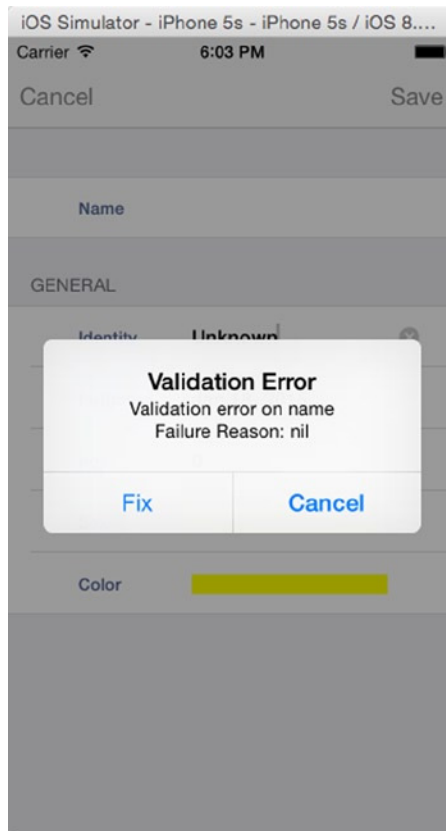 iOS Simulator - iPhone 5s - iPhone 5s / iOS 8....
Carrier 6:03 PM
Cancel Save
Name
GENERAL
Identity Unknown
Validation Error
Validation error on name
Failure Reason: nil
Fix Cancel
Color